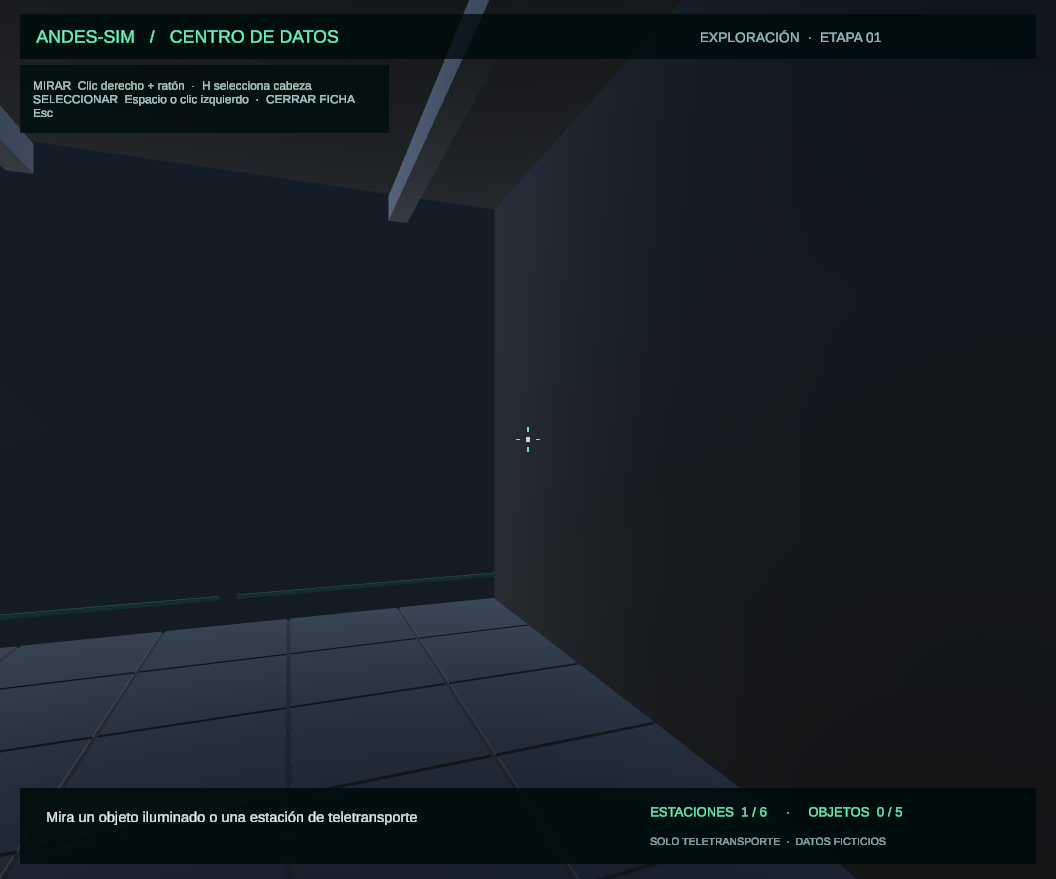 ANDES-SIM / CENTRO DE DATOS
EXPLORACIÓN · ETAPA 01
MIRAR Clic derecho + ratón · H selecciona cabeza
SELECCIONAR Espacio o clic izquierdo · CERRAR FICHA
Esc
Mira un objeto iluminado o una estación de teletransporte
ESTACIONES 1 / 6 · OBJETOS 0 / 5
SOLO TELETRANSPORTE · DATOS FICTICIOS